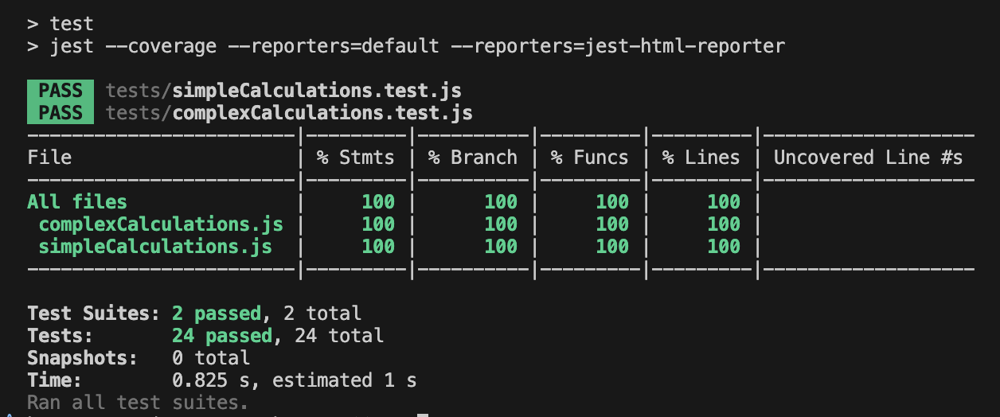 > test
> jest --coverage --reporters=default --reporters=jest-html-reporter
PASS tests/simpleCalculations.test.js
PASS tests/complexCalculations.test.js
-------------------------|---------|----------|---------|---------|-------------------
File                     | % Stmts | % Branch | % Funcs | % Lines | Uncovered Line #s
-------------------------|---------|----------|---------|---------|-------------------
All files                |     100 |      100 |     100 |     100 |
 complexCalculations.js  |     100 |      100 |     100 |     100 |
 simpleCalculations.js   |     100 |      100 |     100 |     100 |
-------------------------|---------|----------|---------|---------|-------------------
Test Suites: 2 passed, 2 total
Tests:       24 passed, 24 total
Snapshots:   0 total
Time:        0.825 s, estimated 1 s
Ran all test suites.